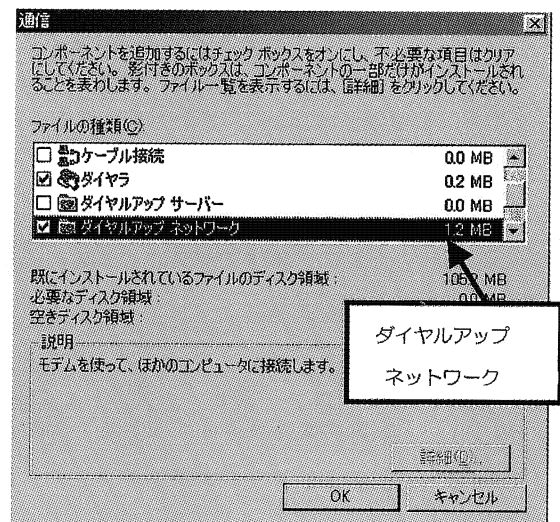 通信
コンポーネントを追加するにはチェック ボックスをオンにし、不必要な項目はクリア
にしてください。影付きのボックスは、コンポーネントの一部だけがインストールされ
ることを表わします。ファイル一覧を表示するには、[詳細] をクリックしてください。
ファイルの種類(C):
ケーブル接続 0.0 MB
ダイヤラ 0.2 MB
ダイヤルアップ サーバー 0.0 MB
ダイヤルアップ ネットワーク 1.2 MB
既にインストールされているファイルのディスク領域:
必要なディスク領域: 0.0 MB
空きディスク領域:
ダイヤルアップ
ネットワーク
説明
モデムを使って、ほかのコンピュータに接続します。
詳細(D)...
OK キャンセル